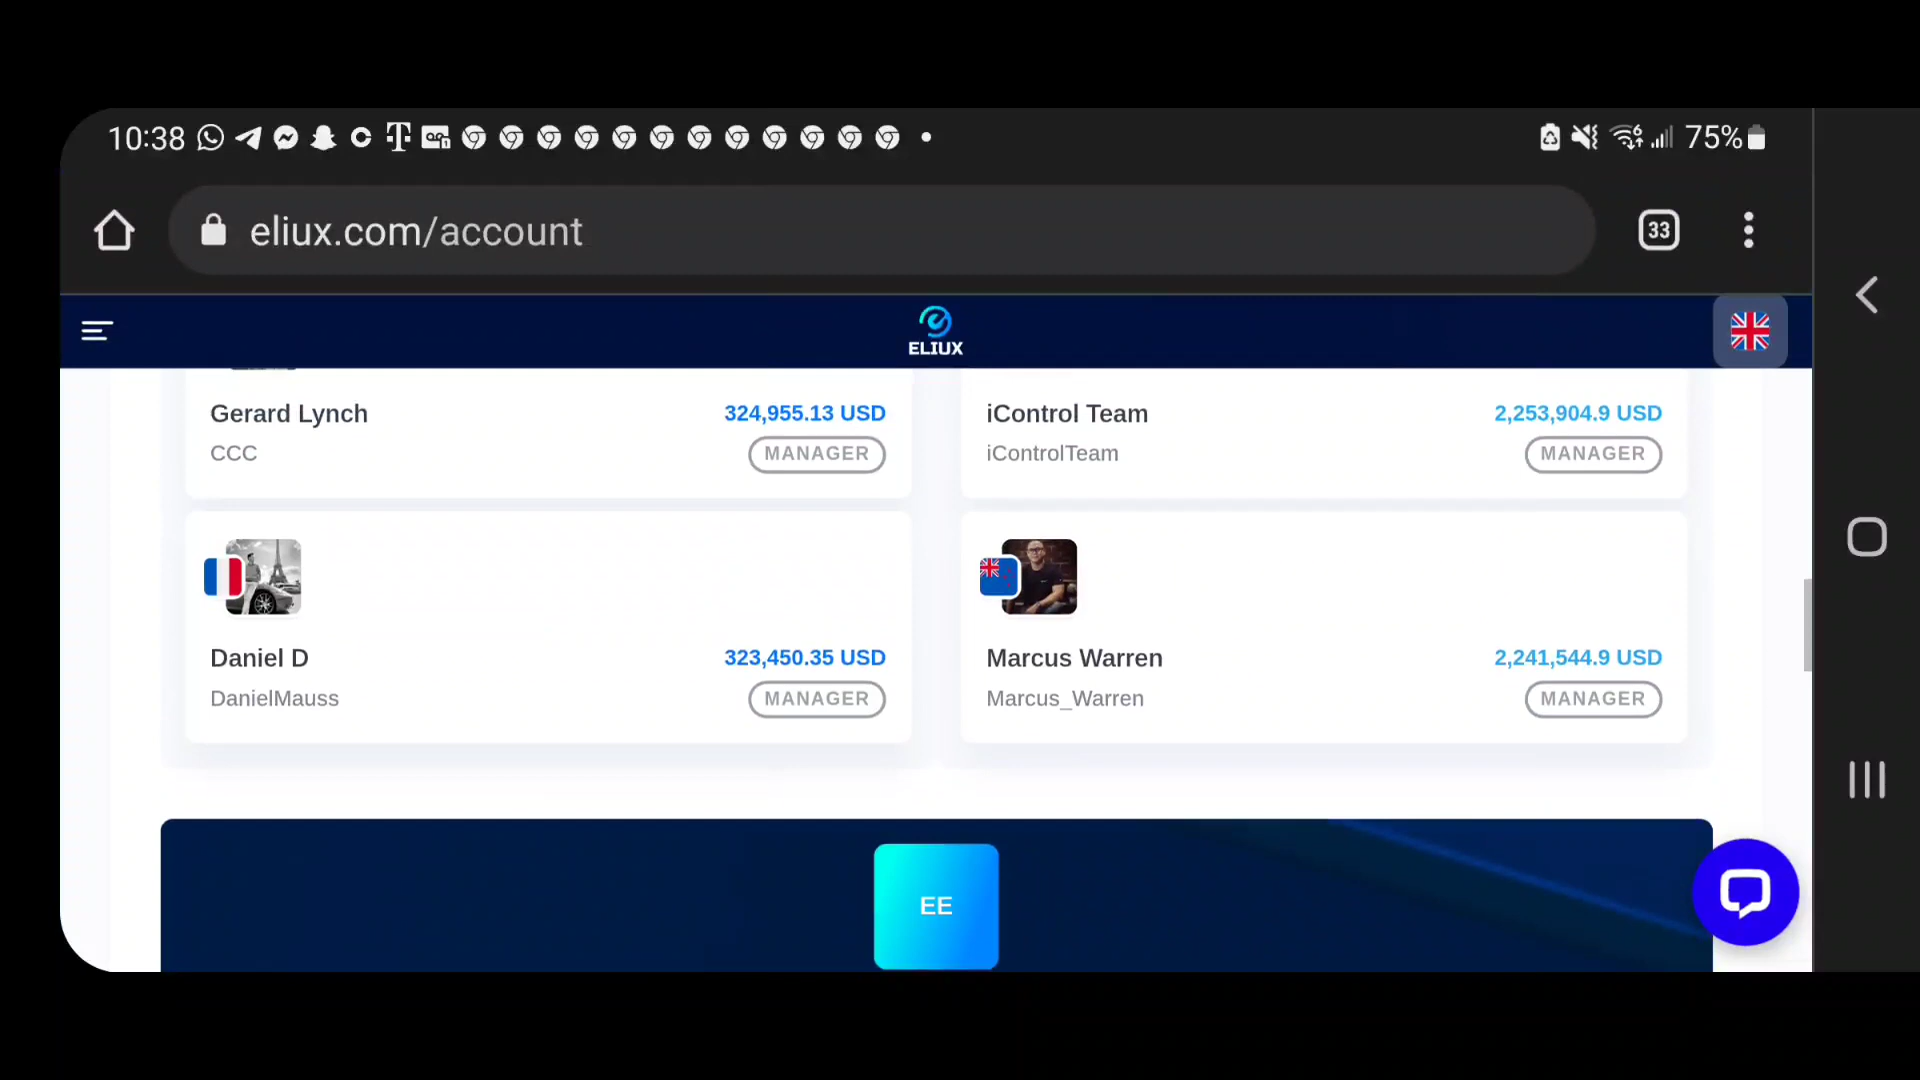 10:38
75%
eliux.com/account
33
ELIUX
Gerard Lynch
324,955.13 USD
CCC
MANAGER
iControl Team
2,253,904.9 USD
iControlTeam
MANAGER
Daniel D
323,450.35 USD
DanielMauss
MANAGER
Marcus Warren
2,241,544.9 USD
Marcus_Warren
MANAGER
EE